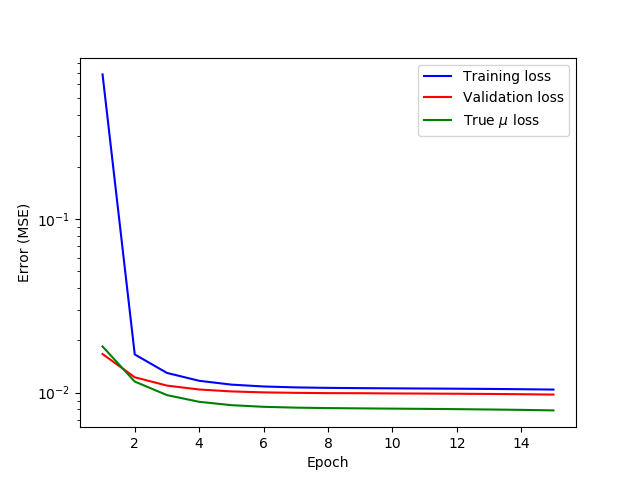 Training loss
Validation loss
True μ loss
10⁻¹
10⁻²
Error (MSE)
2 4 6 8 10 12 14
Epoch